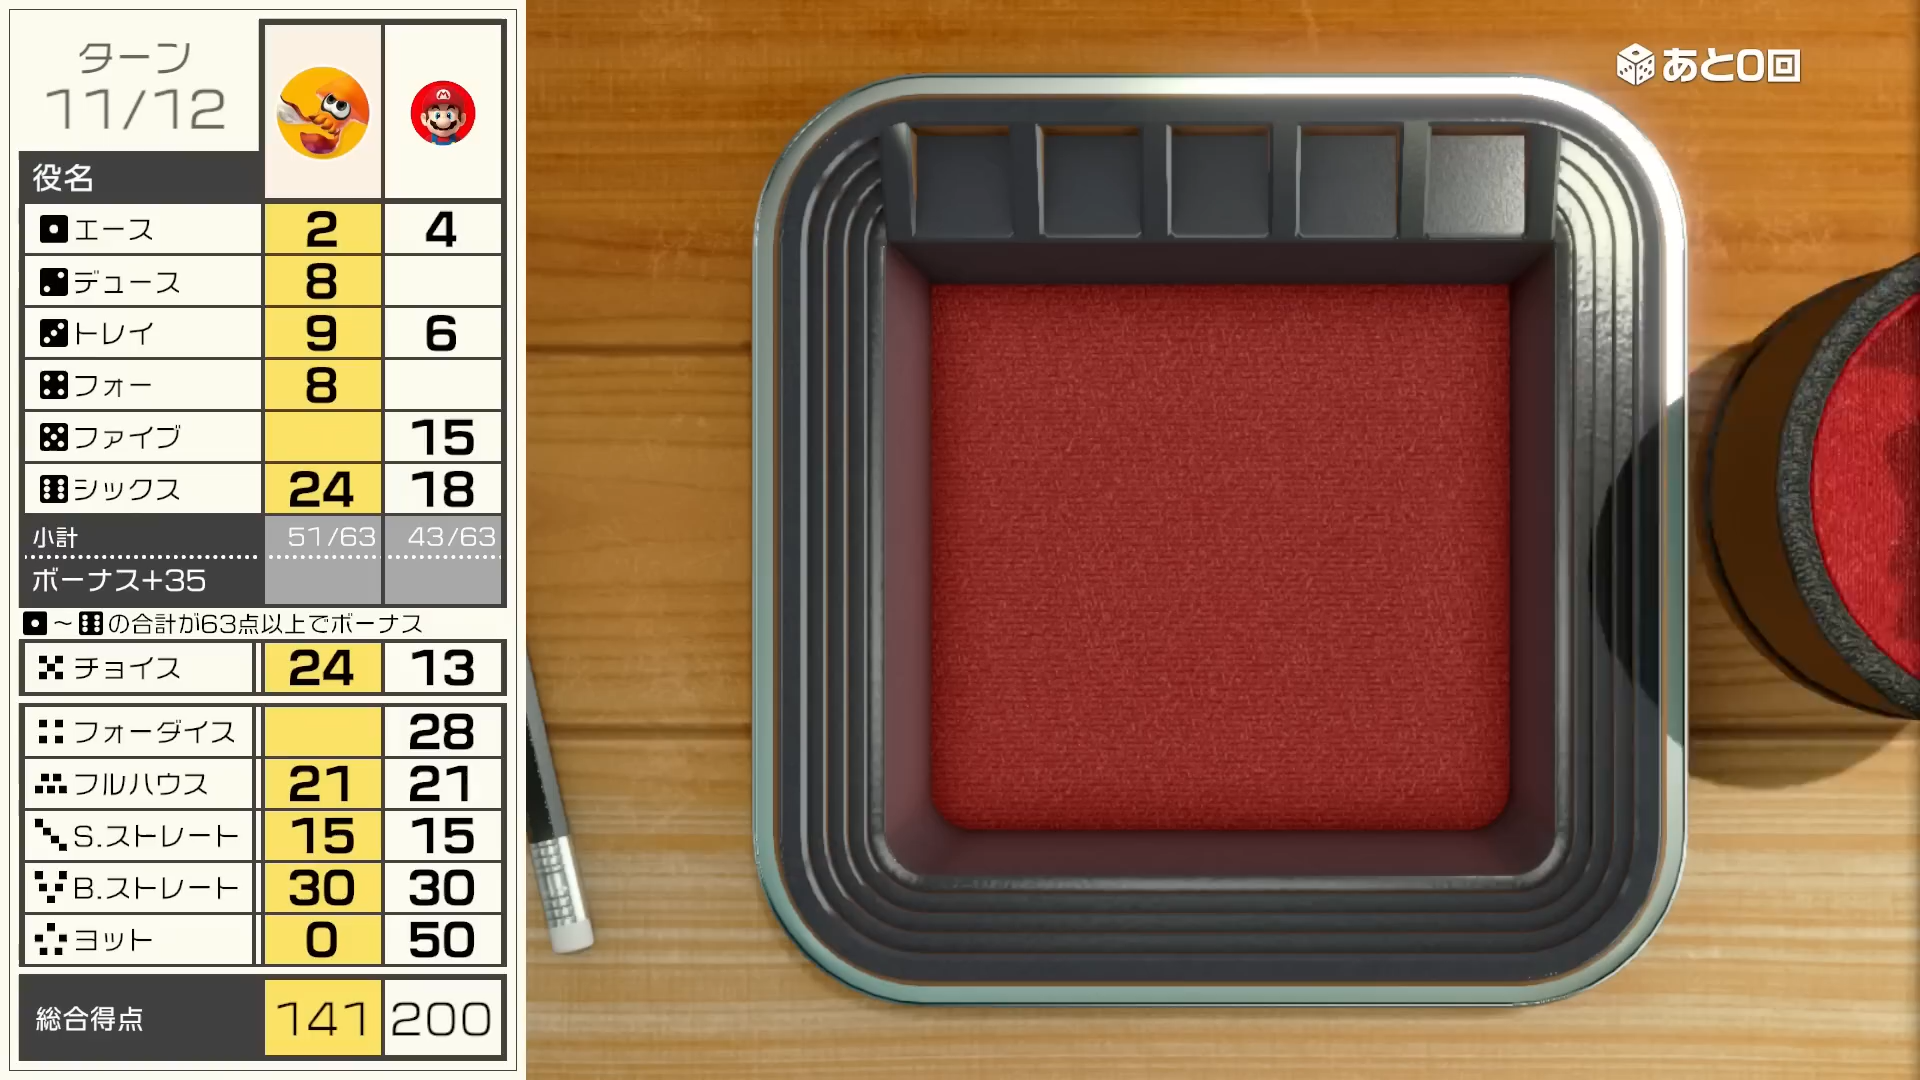 ターン
11/12
役名
エース 2 4
デュース 8
トレイ 9 6
フォー 8
ファイブ 15
シックス 24 18
小計 51/63 43/63
ボーナス+35
~の合計が63点以上でボーナス
チョイス 24 13
フォーダイス 28
フルハウス 21 21
S.ストレート 15 15
B.ストレート 30 30
ヨット 0 50
総合得点 141 200
あと0回
M